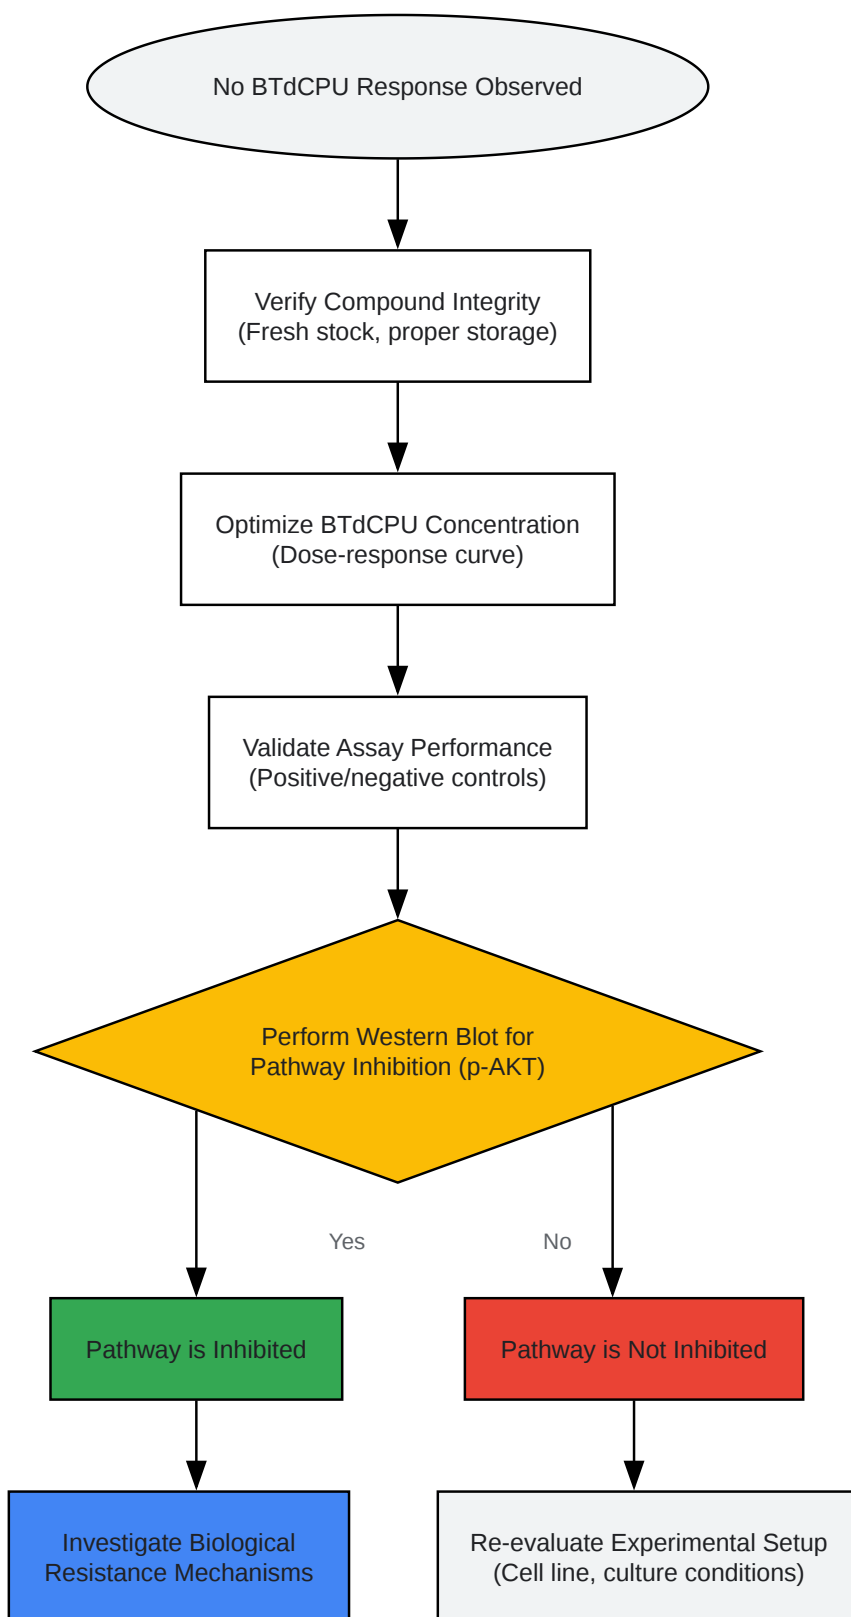 No BTdCPU Response Observed
Verify Compound Integrity
(Fresh stock, proper storage)
Optimize BTdCPU Concentration
(Dose-response curve)
Validate Assay Performance
(Positive/negative controls)
Perform Western Blot for
Pathway Inhibition (p-AKT)
Yes
No
Pathway is Inhibited
Pathway is Not Inhibited
Investigate Biological
Resistance Mechanisms
Re-evaluate Experimental Setup
(Cell line, culture conditions)